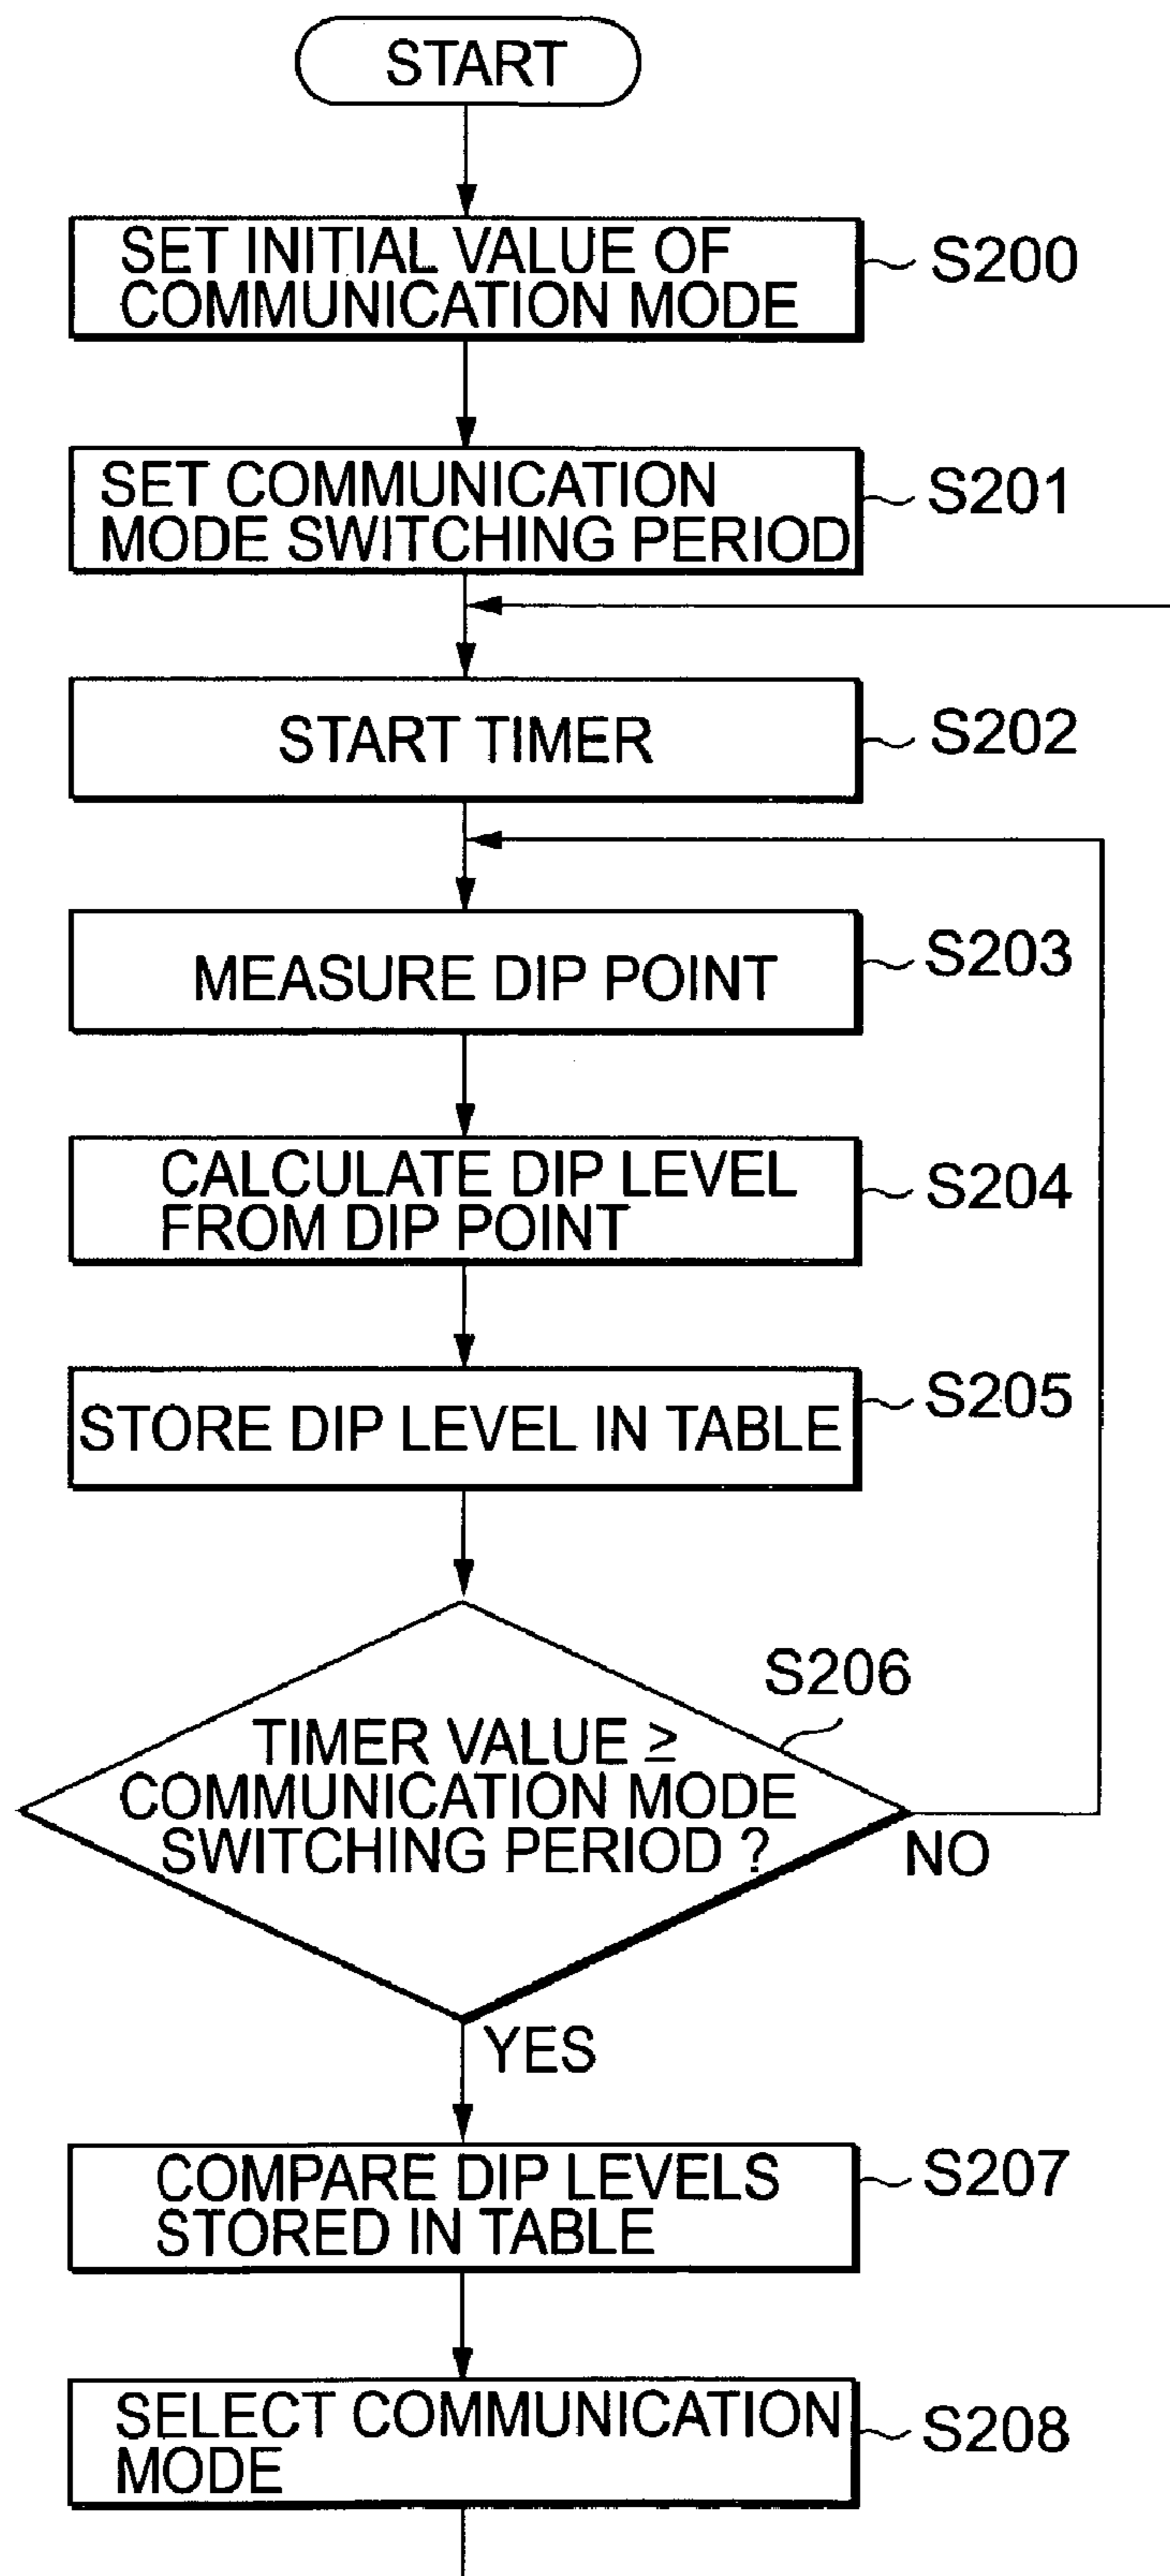 START
SET INITIAL VALUE OF
COMMUNICATION MODE
S200
SET COMMUNICATION
MODE SWITCHING PERIOD
S201
START TIMER
S202
MEASURE DIP POINT
S203
CALCULATE DIP LEVEL
FROM DIP POINT
S204
STORE DIP LEVEL IN TABLE
S205
S206
TIMER VALUE ≥
COMMUNICATION MODE
SWITCHING PERIOD ?
NO
YES
COMPARE DIP LEVELS
STORED IN TABLE
S207
SELECT COMMUNICATION
MODE
S208